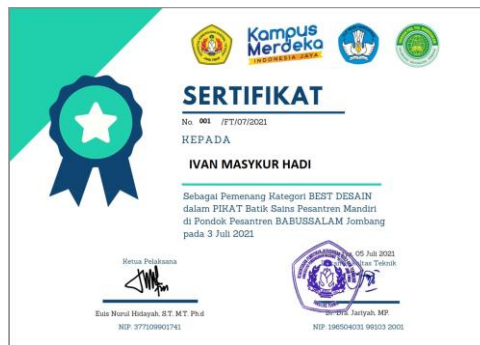 Kampus
Merdeka
INDONESIA JAYA
SERTIFIKAT
No. 001 /FT/07/2021
KEPADA
IVAN MASYKUR HADI
Sebagai Pemenang Kategori BEST DESAIN
dalam PIKAT Batik Sains Pesantren Mandiri
di Pondok Pesantren BABUSSALAM Jombang
pada 3 Juli 2021
05 Juli 2021
Ketua Pelaksana
Teknik
Euis Nurul Hidayah, S.T. M.T. Ph.d
Dr. Dra. Jariyah, MP.
NIP. 377109901741
NIP. 196504031 99103 2001